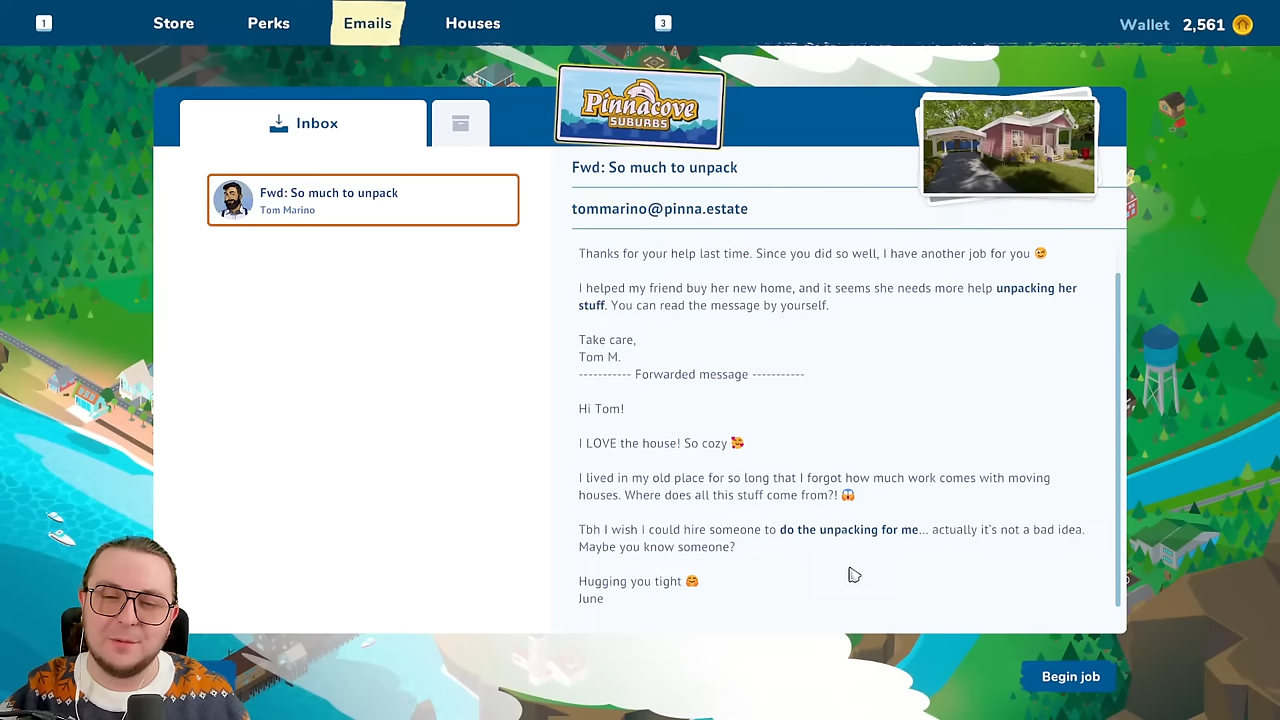 1 Store Perks Emails Houses 3 Wallet 2,561
Inbox
Pinnacove
SUBURBS
Fwd: So much to unpack
Tom Marino
Fwd: So much to unpack
tommarino@pinna.estate
Thanks for your help last time. Since you did so well, I have another job for you 😉
I helped my friend buy her new home, and it seems she needs more help unpacking her
stuff. You can read the message by yourself.
Take care,
Tom M.
----------- Forwarded message -----------
Hi Tom!
I LOVE the house! So cozy 🥰
I lived in my old place for so long that I forgot how much work comes with moving
houses. Where does all this stuff come from?! 😱
Tbh I wish I could hire someone to do the unpacking for me... actually it's not a bad idea.
Maybe you know someone?
Hugging you tight 🤗
June
Begin job